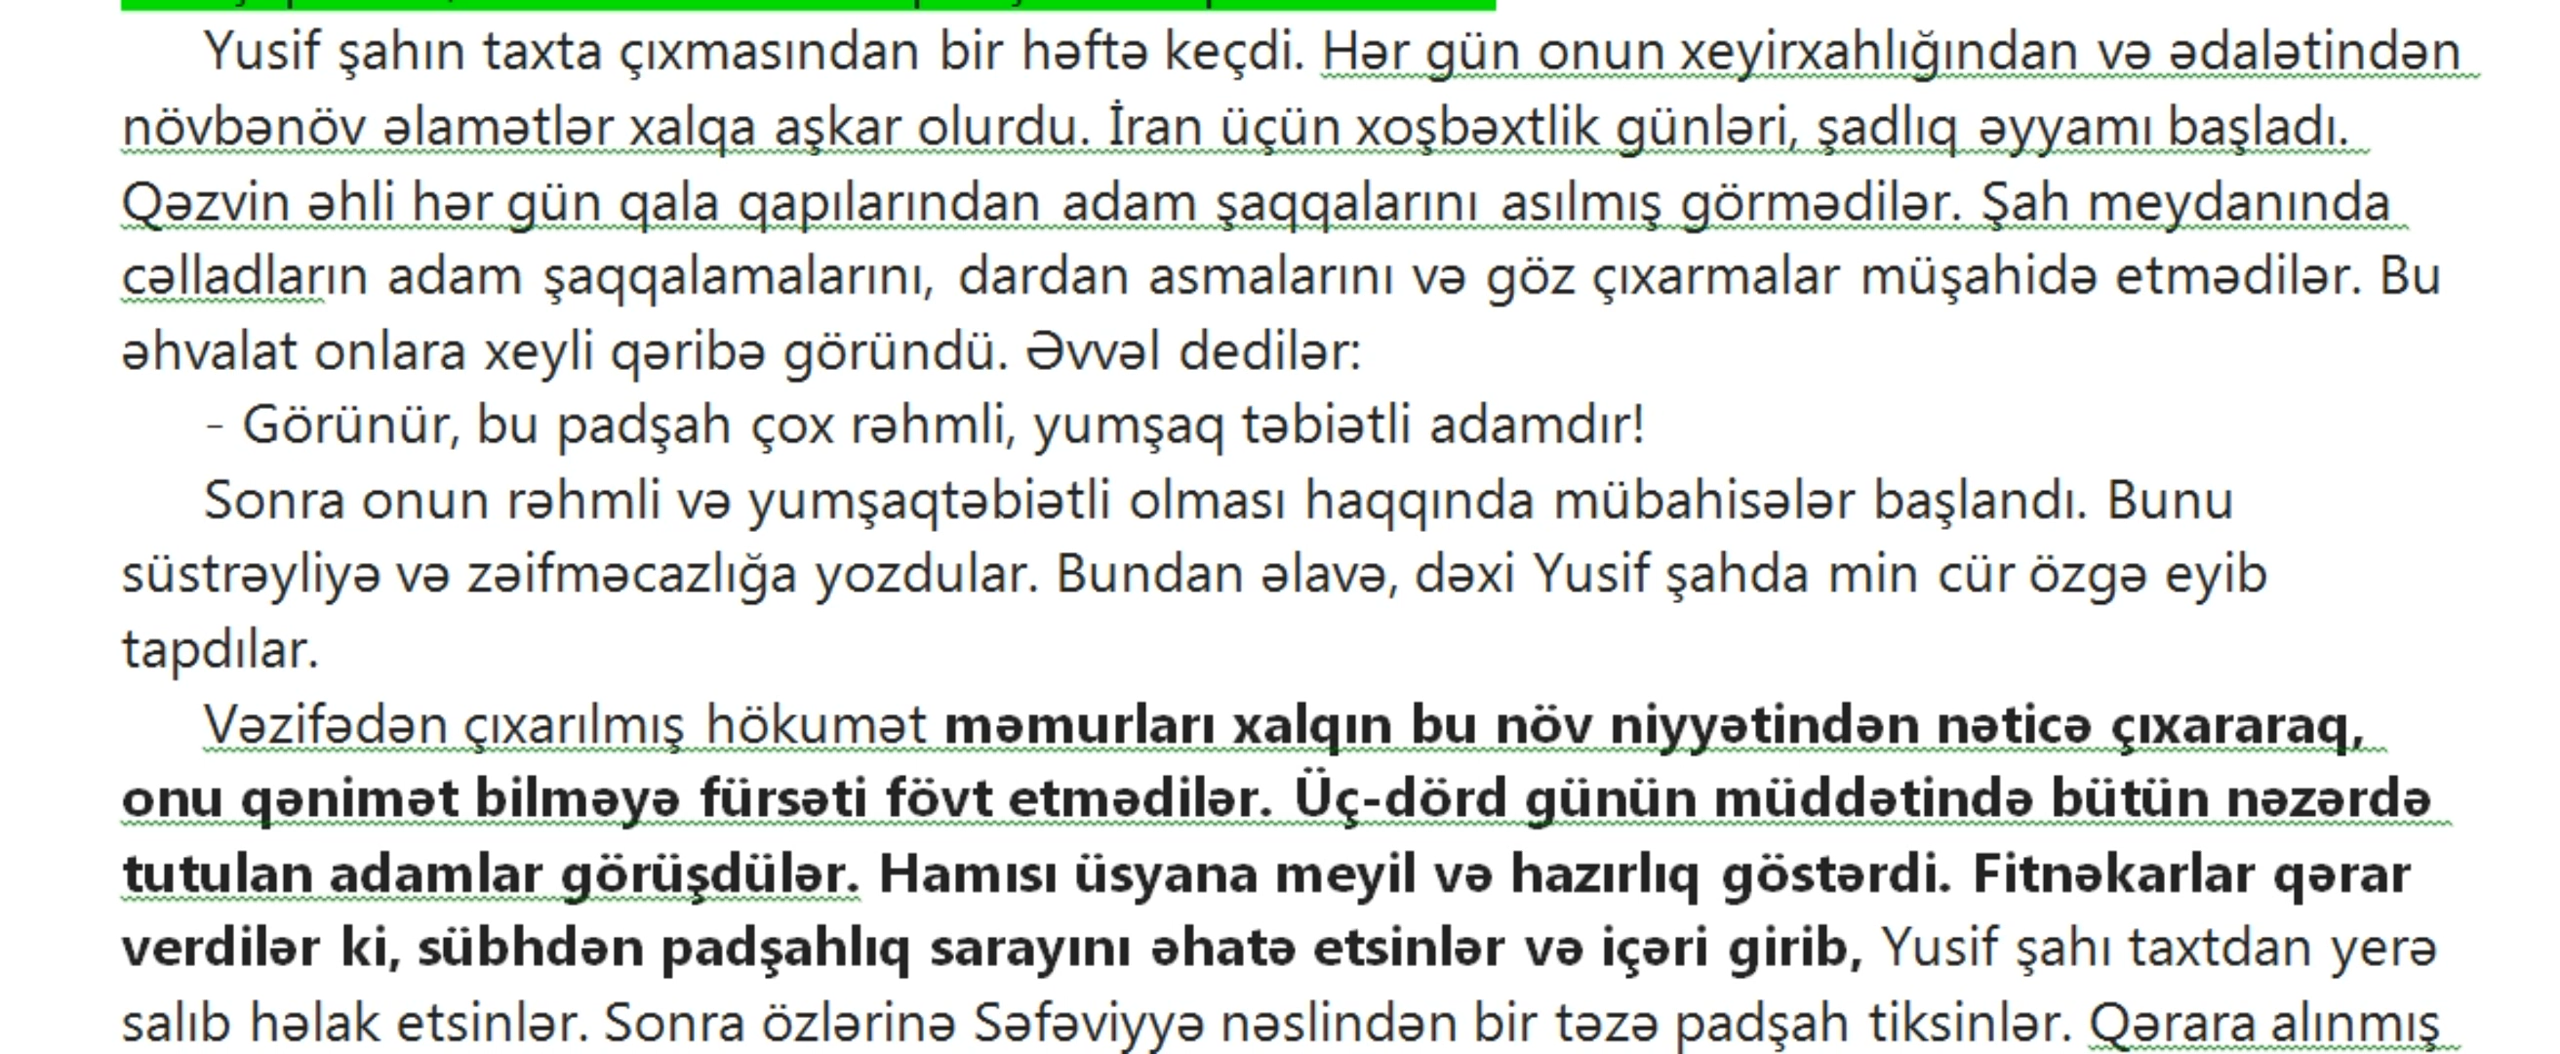 Yusif şahın taxta çıxmasından bir həftə keçdi. Hər gün onun xeyirxahlığından və ədalətindən
növbənöv əlamətlər xalqa aşkar olurdu. İran üçün xoşbəxtlik günləri, şadlıq əyyamı başladı.
Qəzvin əhli hər gün qala qapılarından adam şaqqalarını asılmış görmədilər. Şah meydanında
cəlladların adam şaqqalamalarını, dardan asmalarını və göz çıxarmalar müşahidə etmədilər. Bu
əhvalat onlara xeyli qəribə göründü. Əvvəl dedilər:
- Görünür, bu padşah çox rəhmli, yumşaq təbiətli adamdır!
Sonra onun rəhmli və yumşaqtəbiətli olması haqqında mübahisələr başlandı. Bunu
süstrəyliyə və zəifməcazlığa yozdular. Bundan əlavə, dəxi Yusif şahda min cür özgə eyib
tapdılar.
Vəzifədən çıxarılmış hökumət məmurları xalqın bu növ niyyətindən nəticə çıxararaq,
onu qənimət bilməyə fürsəti fövt etmədilər. Üç-dörd günün müddətində bütün nəzərdə
tutulan adamlar görüşdülər. Hamısı üsyana meyil və hazırlıq göstərdi. Fitnəkarlar qərar
verdilər ki, sübhdən padşahlıq sarayını əhatə etsinlər və içəri girib, Yusif şahı taxtdan yerə
salıb həlak etsinlər. Sonra özlərinə Səfəviyyə nəslindən bir təzə padşah tiksinlər. Qərara alınmış